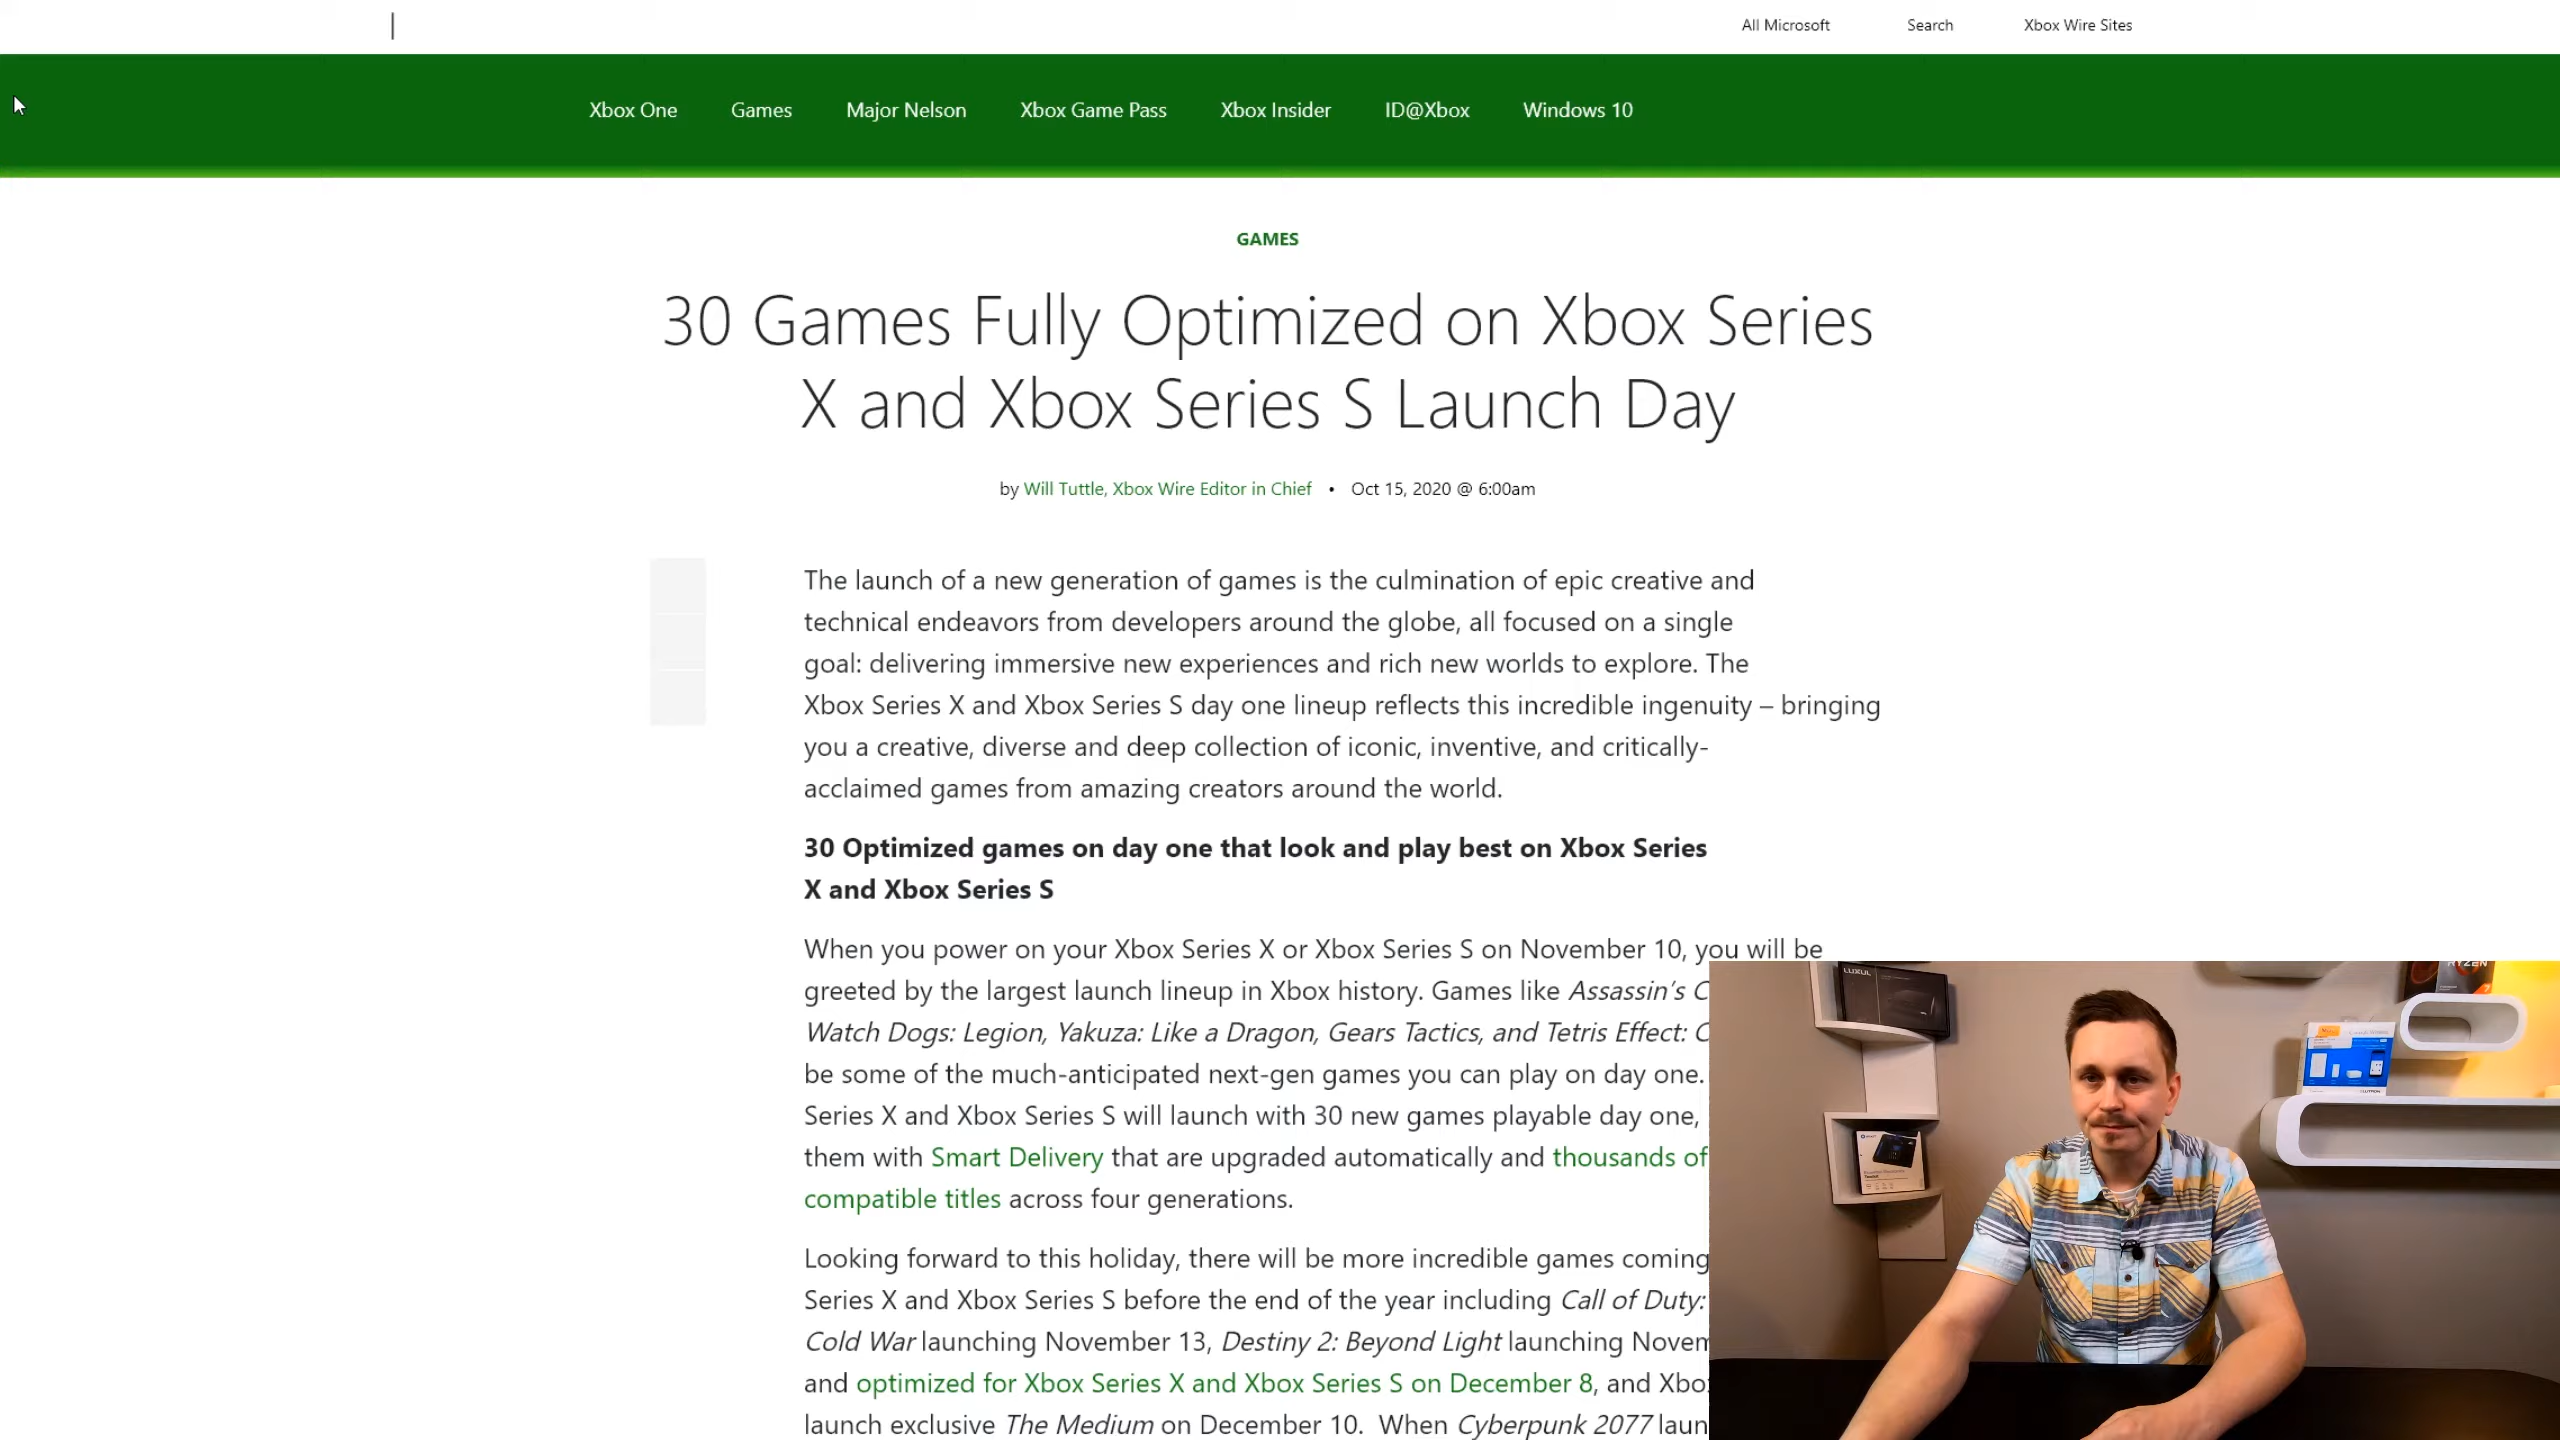 All Microsoft Search Xbox Wire Sites
Xbox One Games Major Nelson Xbox Game Pass Xbox Insider ID@Xbox Windows 10
GAMES
30 Games Fully Optimized on Xbox Series
X and Xbox Series S Launch Day
by Will Tuttle, Xbox Wire Editor in Chief • Oct 15, 2020 @ 6:00am
The launch of a new generation of games is the culmination of epic creative and
technical endeavors from developers around the globe, all focused on a single
goal: delivering immersive new experiences and rich new worlds to explore. The
Xbox Series X and Xbox Series S day one lineup reflects this incredible ingenuity – bringing
you a creative, diverse and deep collection of iconic, inventive, and critically-
acclaimed games from amazing creators around the world.
30 Optimized games on day one that look and play best on Xbox Series
X and Xbox Series S
When you power on your Xbox Series X or Xbox Series S on November 10, you will be
greeted by the largest launch lineup in Xbox history. Games like Assassin's C
Watch Dogs: Legion, Yakuza: Like a Dragon, Gears Tactics, and Tetris Effect: C
be some of the much-anticipated next-gen games you can play on day one.
Series X and Xbox Series S will launch with 30 new games playable day one,
them with Smart Delivery that are upgraded automatically and thousands of
compatible titles across four generations.
Looking forward to this holiday, there will be more incredible games coming
Series X and Xbox Series S before the end of the year including Call of Duty:
Cold War launching November 13, Destiny 2: Beyond Light launching Novem
and optimized for Xbox Series X and Xbox Series S on December 8, and Xbo
launch exclusive The Medium on December 10. When Cyberpunk 2077 laun
LUXUL
RYZEN
7
LUTRON